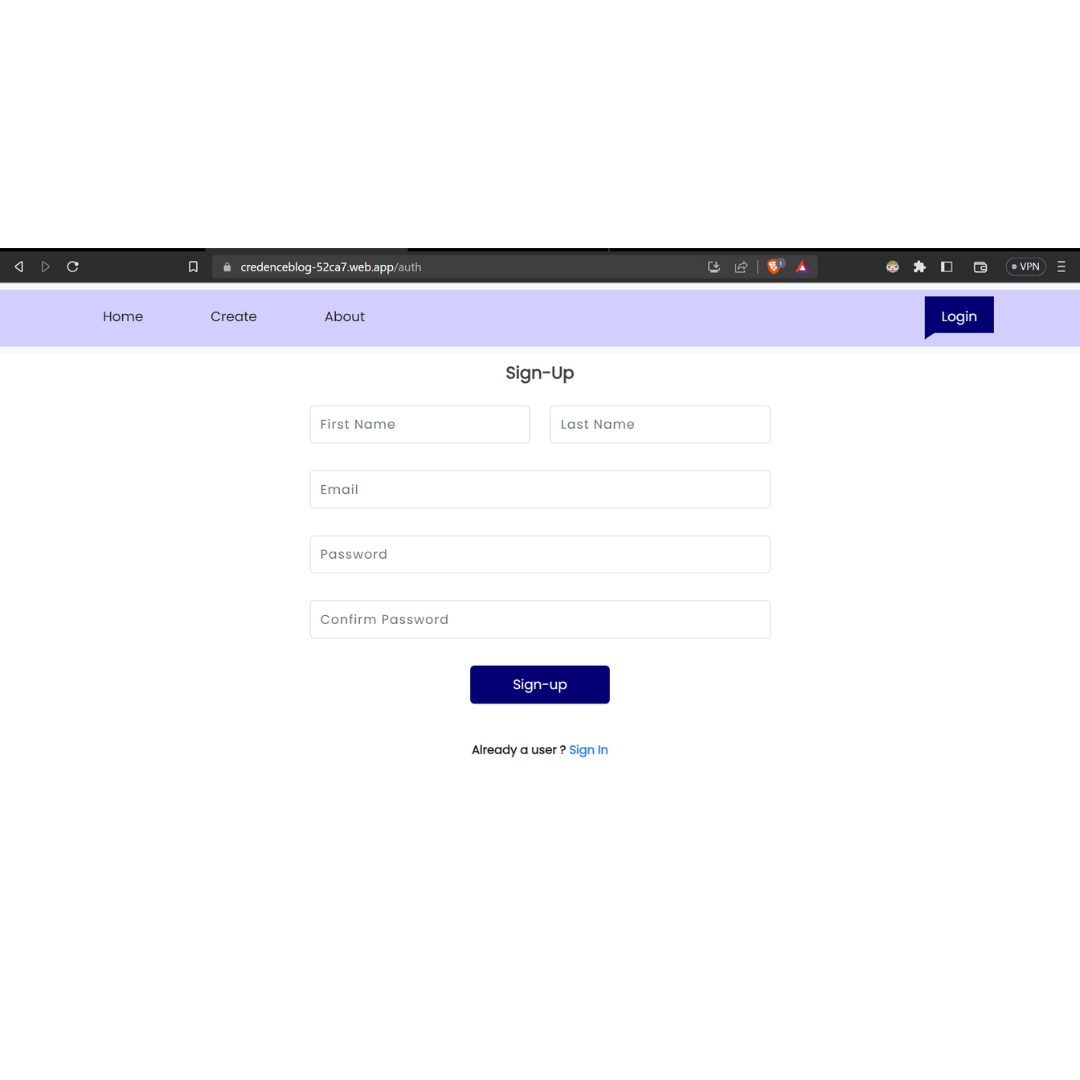 credenceblog-52ca7.web.app/auth
1
VPN
Home Create About Login
Sign-Up
First Name Last Name
Email
Password
Confirm Password
Sign-up
Already a user ? Sign In